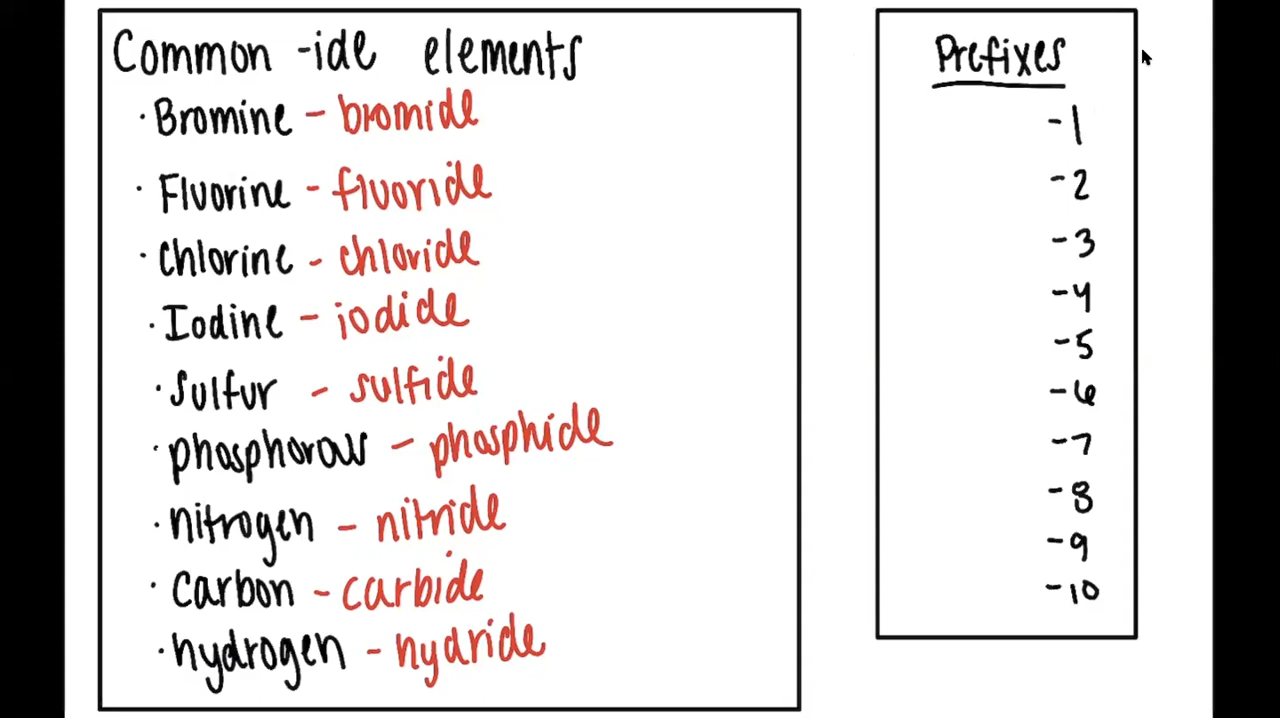 Common -ide elements
· Bromine - bromide
· Fluorine - fluoride
· Chlorine - chloride
· Iodine - iodide
· sulfur - sulfide
· phosphorous - phosphide
· nitrogen - nitride
· carbon - carbide
· hydrogen - hydride
Prefixes
-1
-2
-3
-4
-5
-6
-7
-8
-9
-10